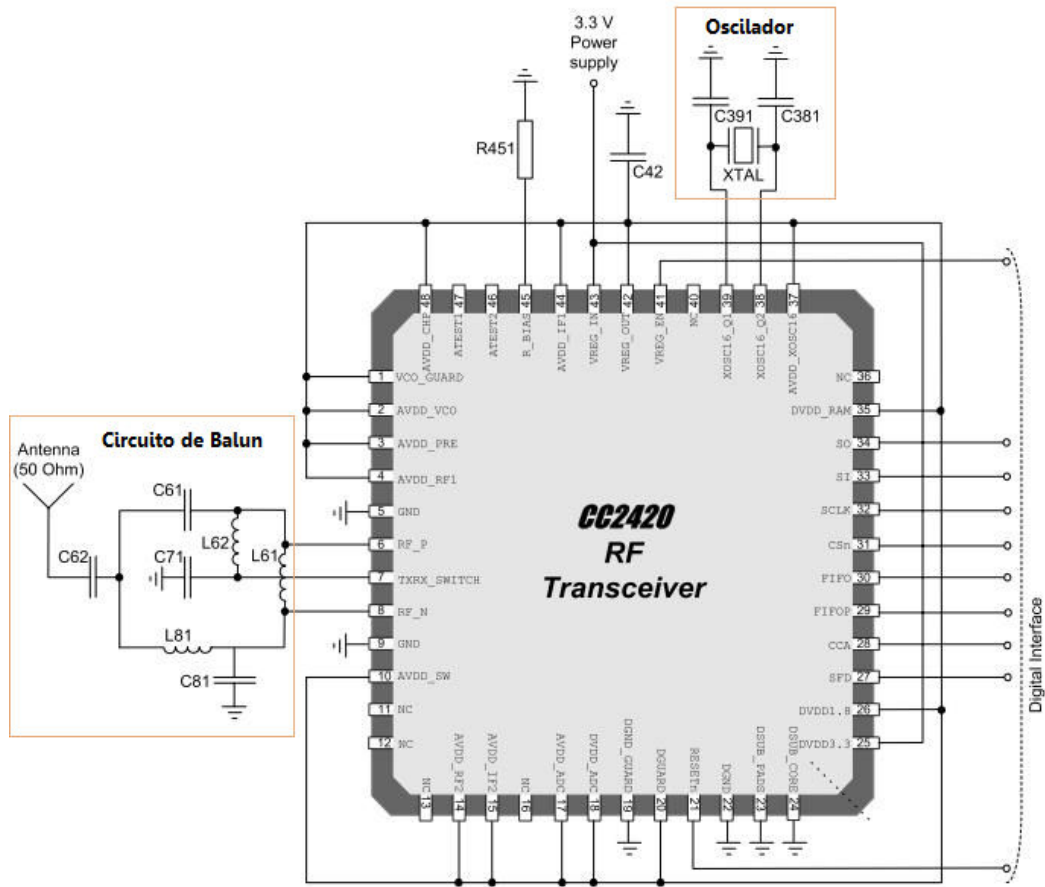 Oscilador
3.3 V
Power
supply
C391
C381
XTAL
R451
C42
48
47
46
45
44
43
42
41
40
39
38
37
AVDD_CHP
ATEST1
ATEST2
R_BIAS
AVDD_IF1
VREG_IN
VREG_OUT
VREG_EN
NC
XOSC16_Q1
XOSC16_Q2
AVDD_XOSC16
1 VCO_GUARD
2 AVDD_VCO
3 AVDD_PRE
4 AVDD_RF1
5 GND
6 RF_P
7 TXRX_SWITCH
8 RF_N
9 GND
10 AVDD_SW
11 NC
12 NC
Circuito de Balun
Antenna
(50 Ohm)
C61
C62
C71
L62
L61
L81
C81
CC2420
RF
Transceiver
NC 36
DVDD_RAM 35
SO 34
SI 33
SCLK 32
CSn 31
FIFO 30
FIFOP 29
CCA 28
SFD 27
DVDD1.8 26
DVDD3.3 25
NC
AVDD_RF2
AVDD_IF2
NC
AVDD_ADC
DVDD_ADC
DGND_GUARD
DGUARD
RESETn
DGND
DSUB_PADS
DSUB_CORE
13
14
15
16
17
18
19
20
21
22
23
24
Digital Interface